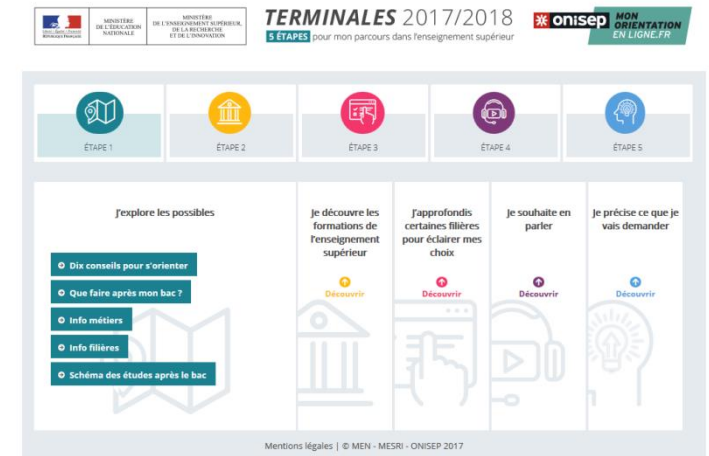 Liberté • Égalité • Fraternité
RÉPUBLIQUE FRANÇAISE
MINISTÈRE
DE L'ÉDUCATION
NATIONALE
MINISTÈRE
DE L'ENSEIGNEMENT SUPÉRIEUR,
DE LA RECHERCHE
ET DE L'INNOVATION
TERMINALES 2017/2018
5 ÉTAPES pour mon parcours dans l'enseignement supérieur
onisep
MON
ORIENTATION
EN LIGNE.FR
ÉTAPE 1
ÉTAPE 2
ÉTAPE 3
ÉTAPE 4
ÉTAPE 5
J'explore les possibles
Dix conseils pour s'orienter
Que faire après mon bac ?
Info métiers
Info filières
Schéma des études après le bac
Je découvre les
formations de
l'enseignement
supérieur
Découvrir
J'approfondis
certaines filières
pour éclairer mes
choix
Découvrir
Je souhaite en
parler
Découvrir
Je précise ce que je
vais demander
Découvrir
Mentions légales | © MEN - MESRI - ONISEP 2017